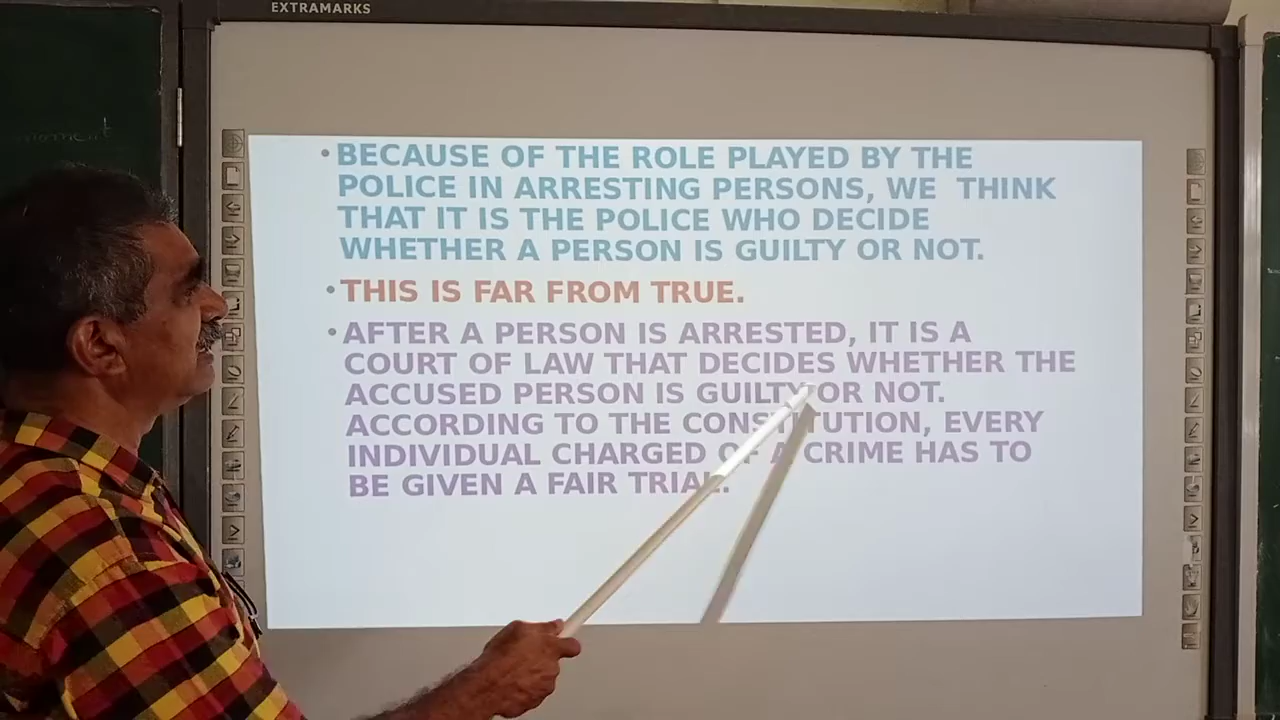 EXTRAMARKS
moment
• BECAUSE OF THE ROLE PLAYED BY THE
POLICE IN ARRESTING PERSONS, WE THINK
THAT IT IS THE POLICE WHO DECIDE
WHETHER A PERSON IS GUILTY OR NOT.
• THIS IS FAR FROM TRUE.
• AFTER A PERSON IS ARRESTED, IT IS A
COURT OF LAW THAT DECIDES WHETHER THE
ACCUSED PERSON IS GUILTY OR NOT.
ACCORDING TO THE CONSTITUTION, EVERY
INDIVIDUAL CHARGED OF A CRIME HAS TO
BE GIVEN A FAIR TRIAL.